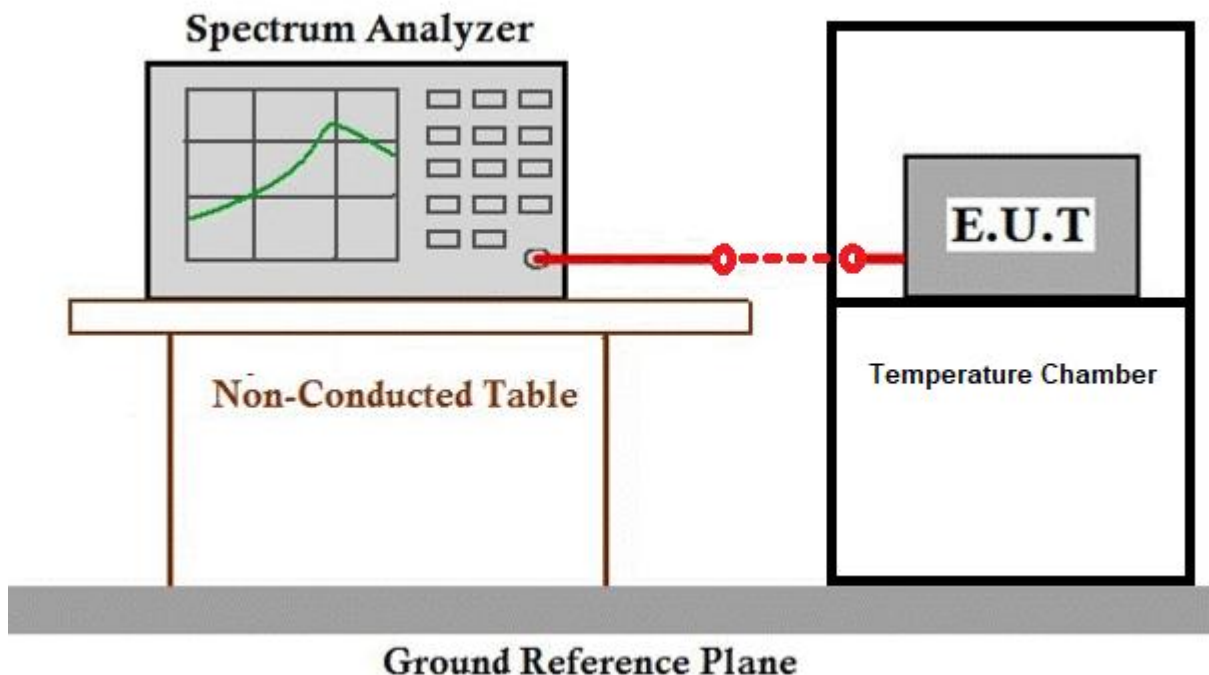 Spectrum Analyzer
E.U.T
Temperature Chamber
Non-Conducted Table
Ground Reference Plane